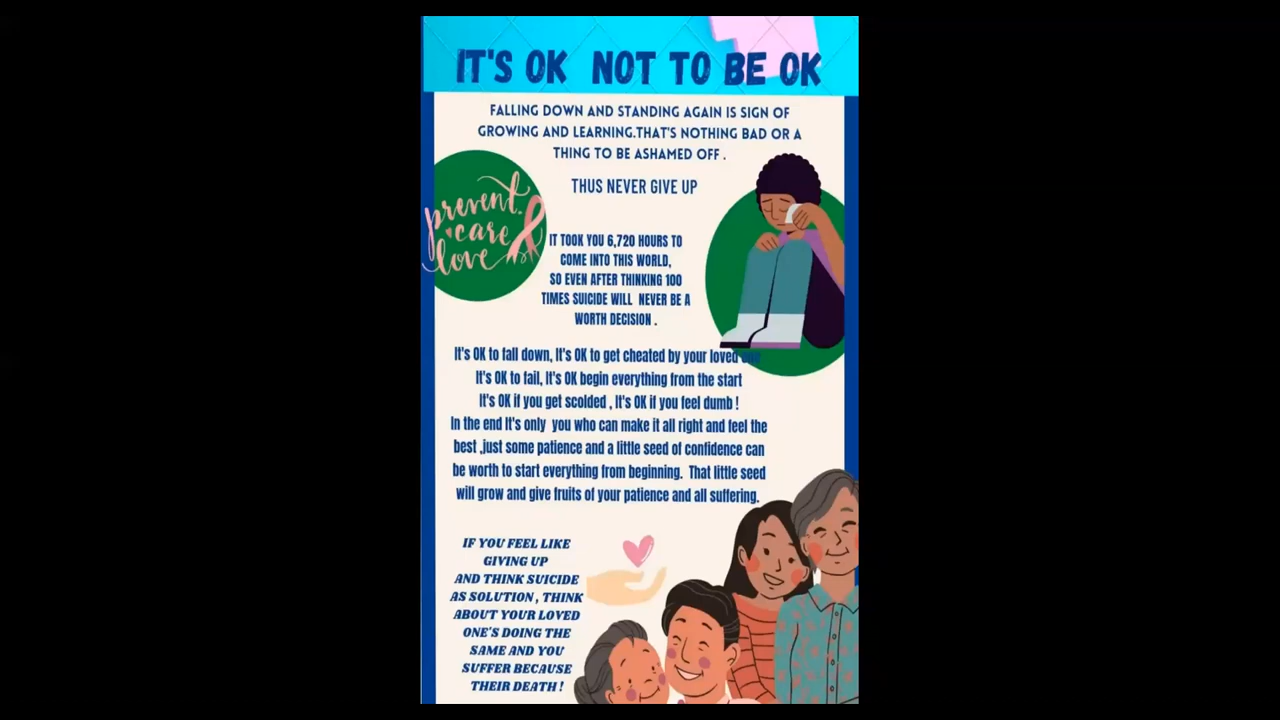 IT'S OK NOT TO BE OK
FALLING DOWN AND STANDING AGAIN IS SIGN OF
GROWING AND LEARNING.THAT'S NOTHING BAD OR A
THING TO BE ASHAMED OFF .
THUS NEVER GIVE UP
prevent.
care
love
IT TOOK YOU 6,720 HOURS TO
COME INTO THIS WORLD,
SO EVEN AFTER THINKING 100
TIMES SUICIDE WILL NEVER BE A
WORTH DECISION .
It's OK to fall down, It's OK to get cheated by your loved one
It's OK to fail, It's OK begin everything from the start
It's OK if you get scolded , It's OK if you feel dumb !
In the end It's only you who can make it all right and feel the
best ,just some patience and a little seed of confidence can
be worth to start everything from beginning. That little seed
will grow and give fruits of your patience and all suffering.
IF YOU FEEL LIKE
GIVING UP
AND THINK SUICIDE
AS SOLUTION , THINK
ABOUT YOUR LOVED
ONE'S DOING THE
SAME AND YOU
SUFFER BECAUSE
THEIR DEATH !